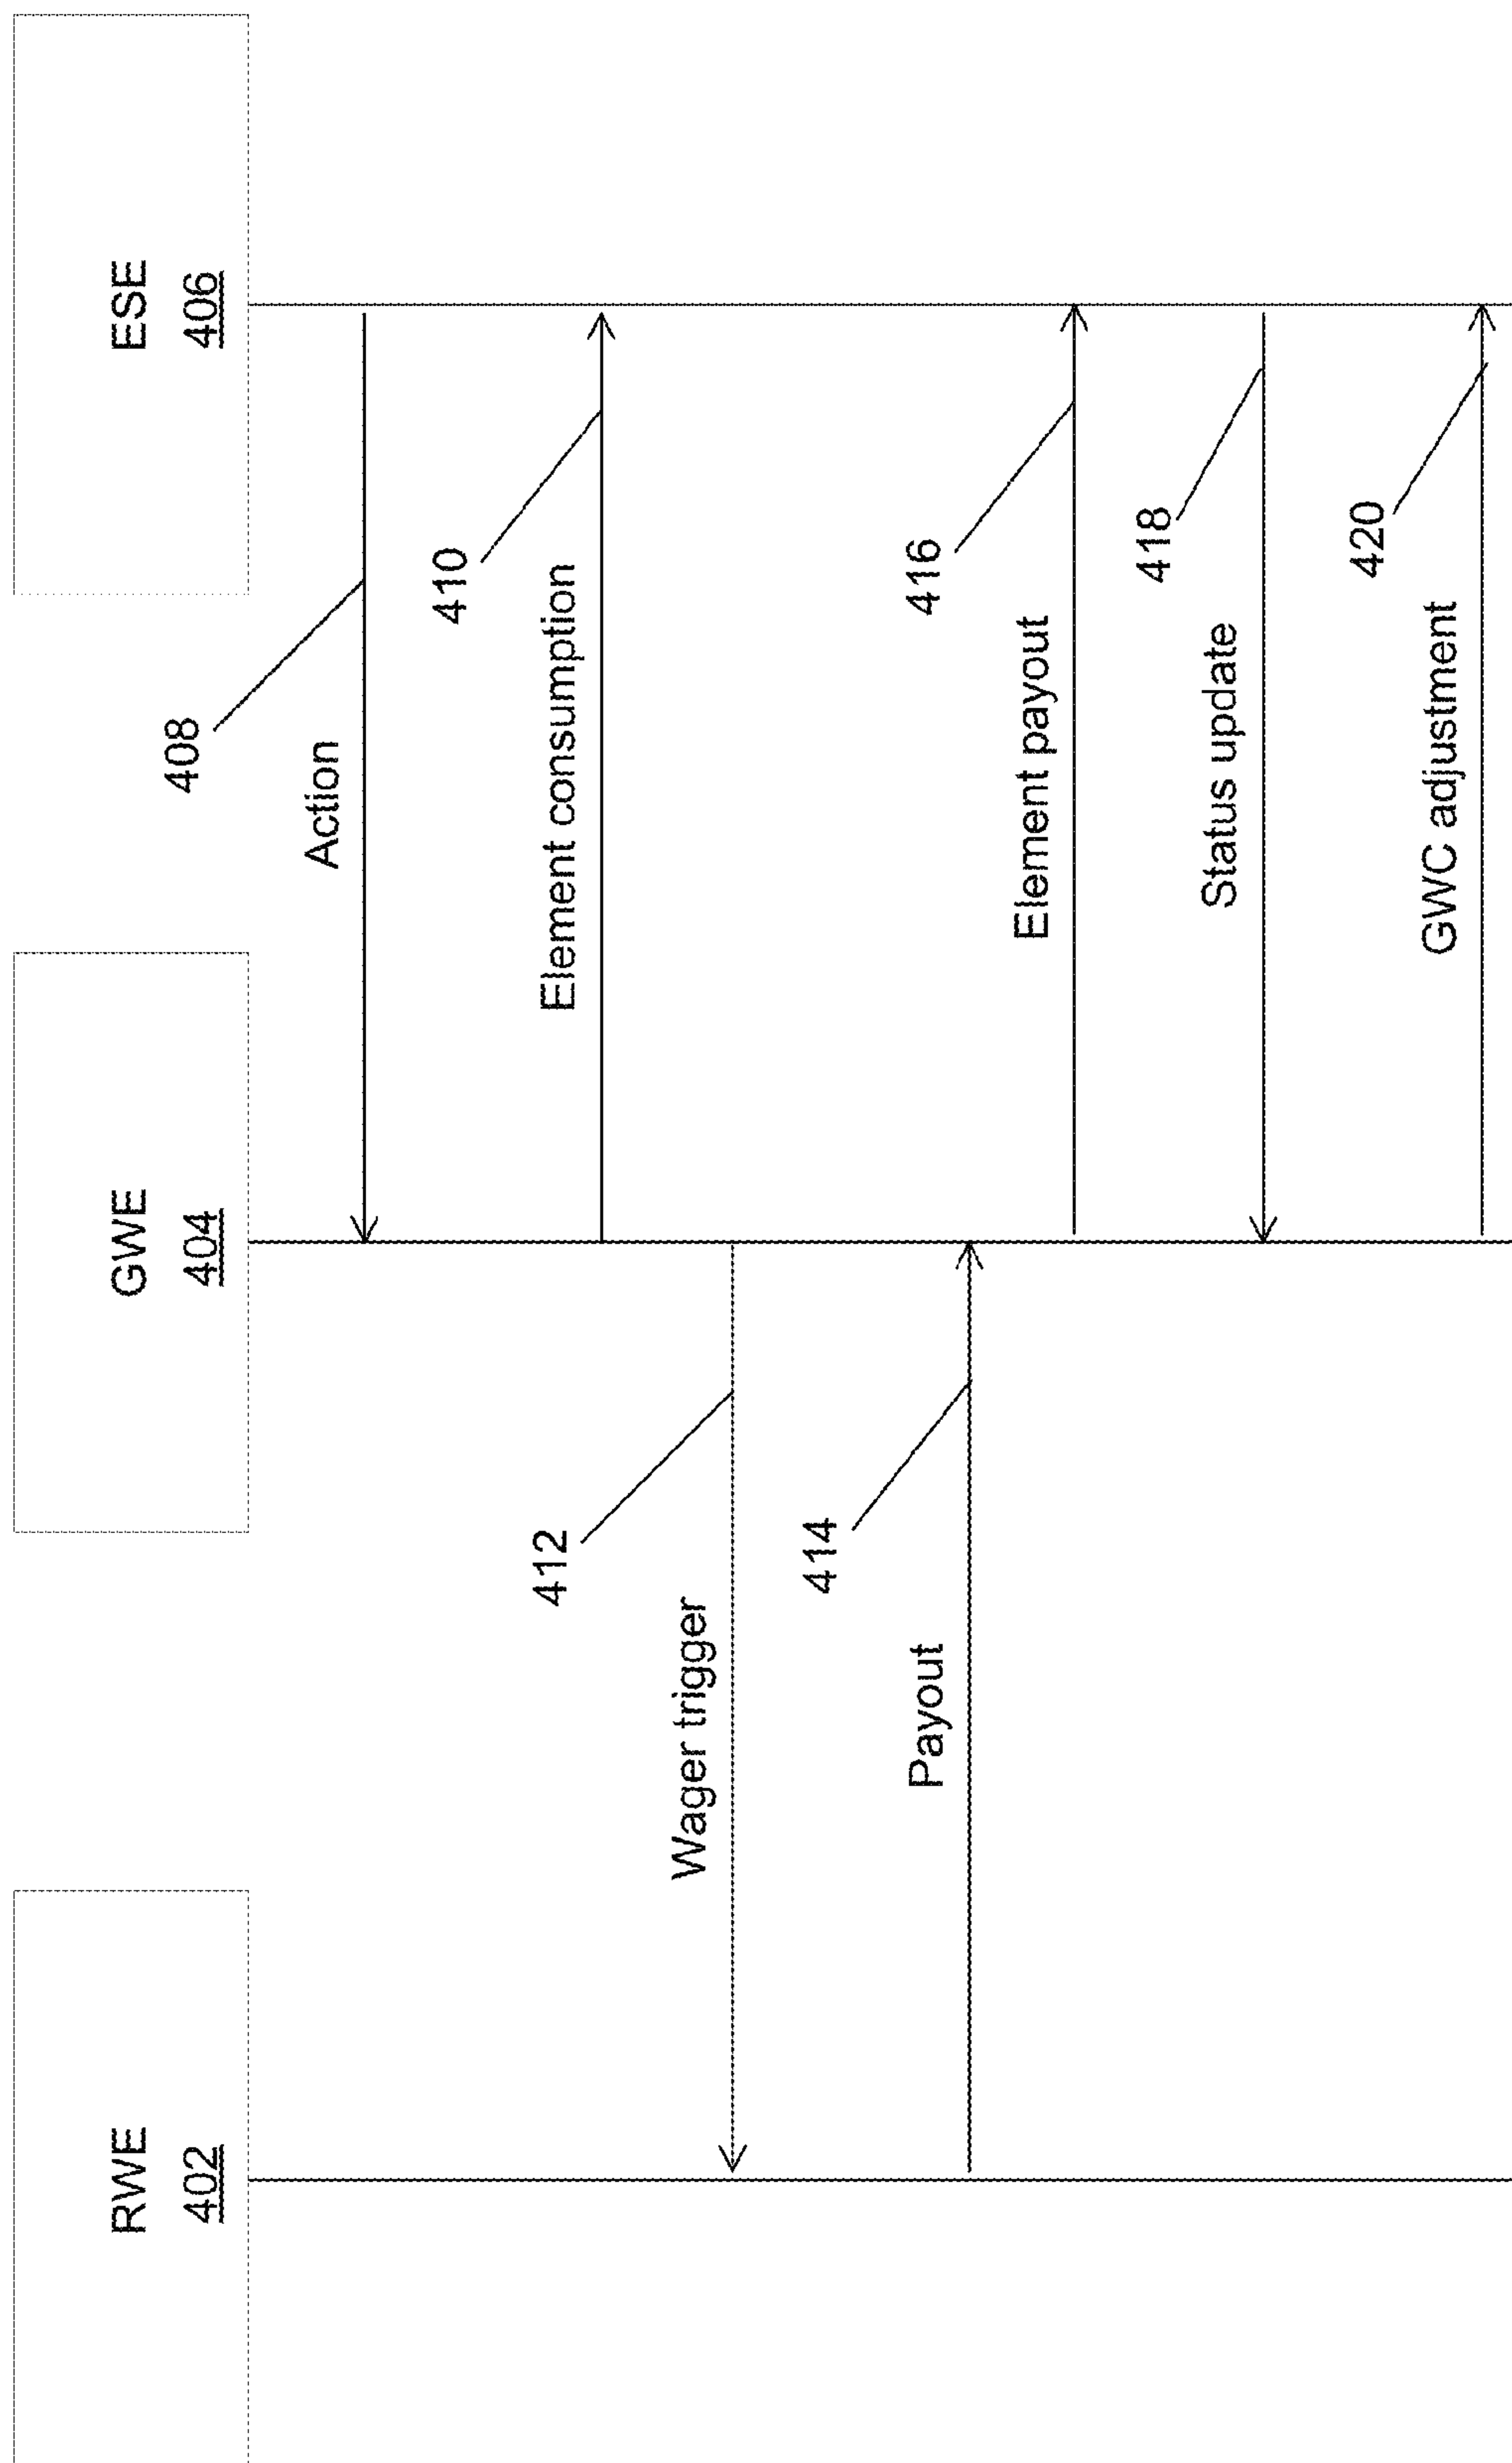 RWE
402
GWE
404
ESE
406
408
Action
410
Element consumption
412
Wager trigger
414
Payout
416
Element payout
418
Status update
420
GWC adjustment